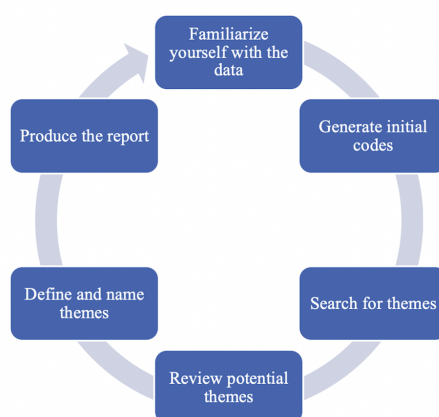 Familiarize
yourself with the
data
Generate initial
codes
Search for themes
Review potential
themes
Define and name
themes
Produce the report